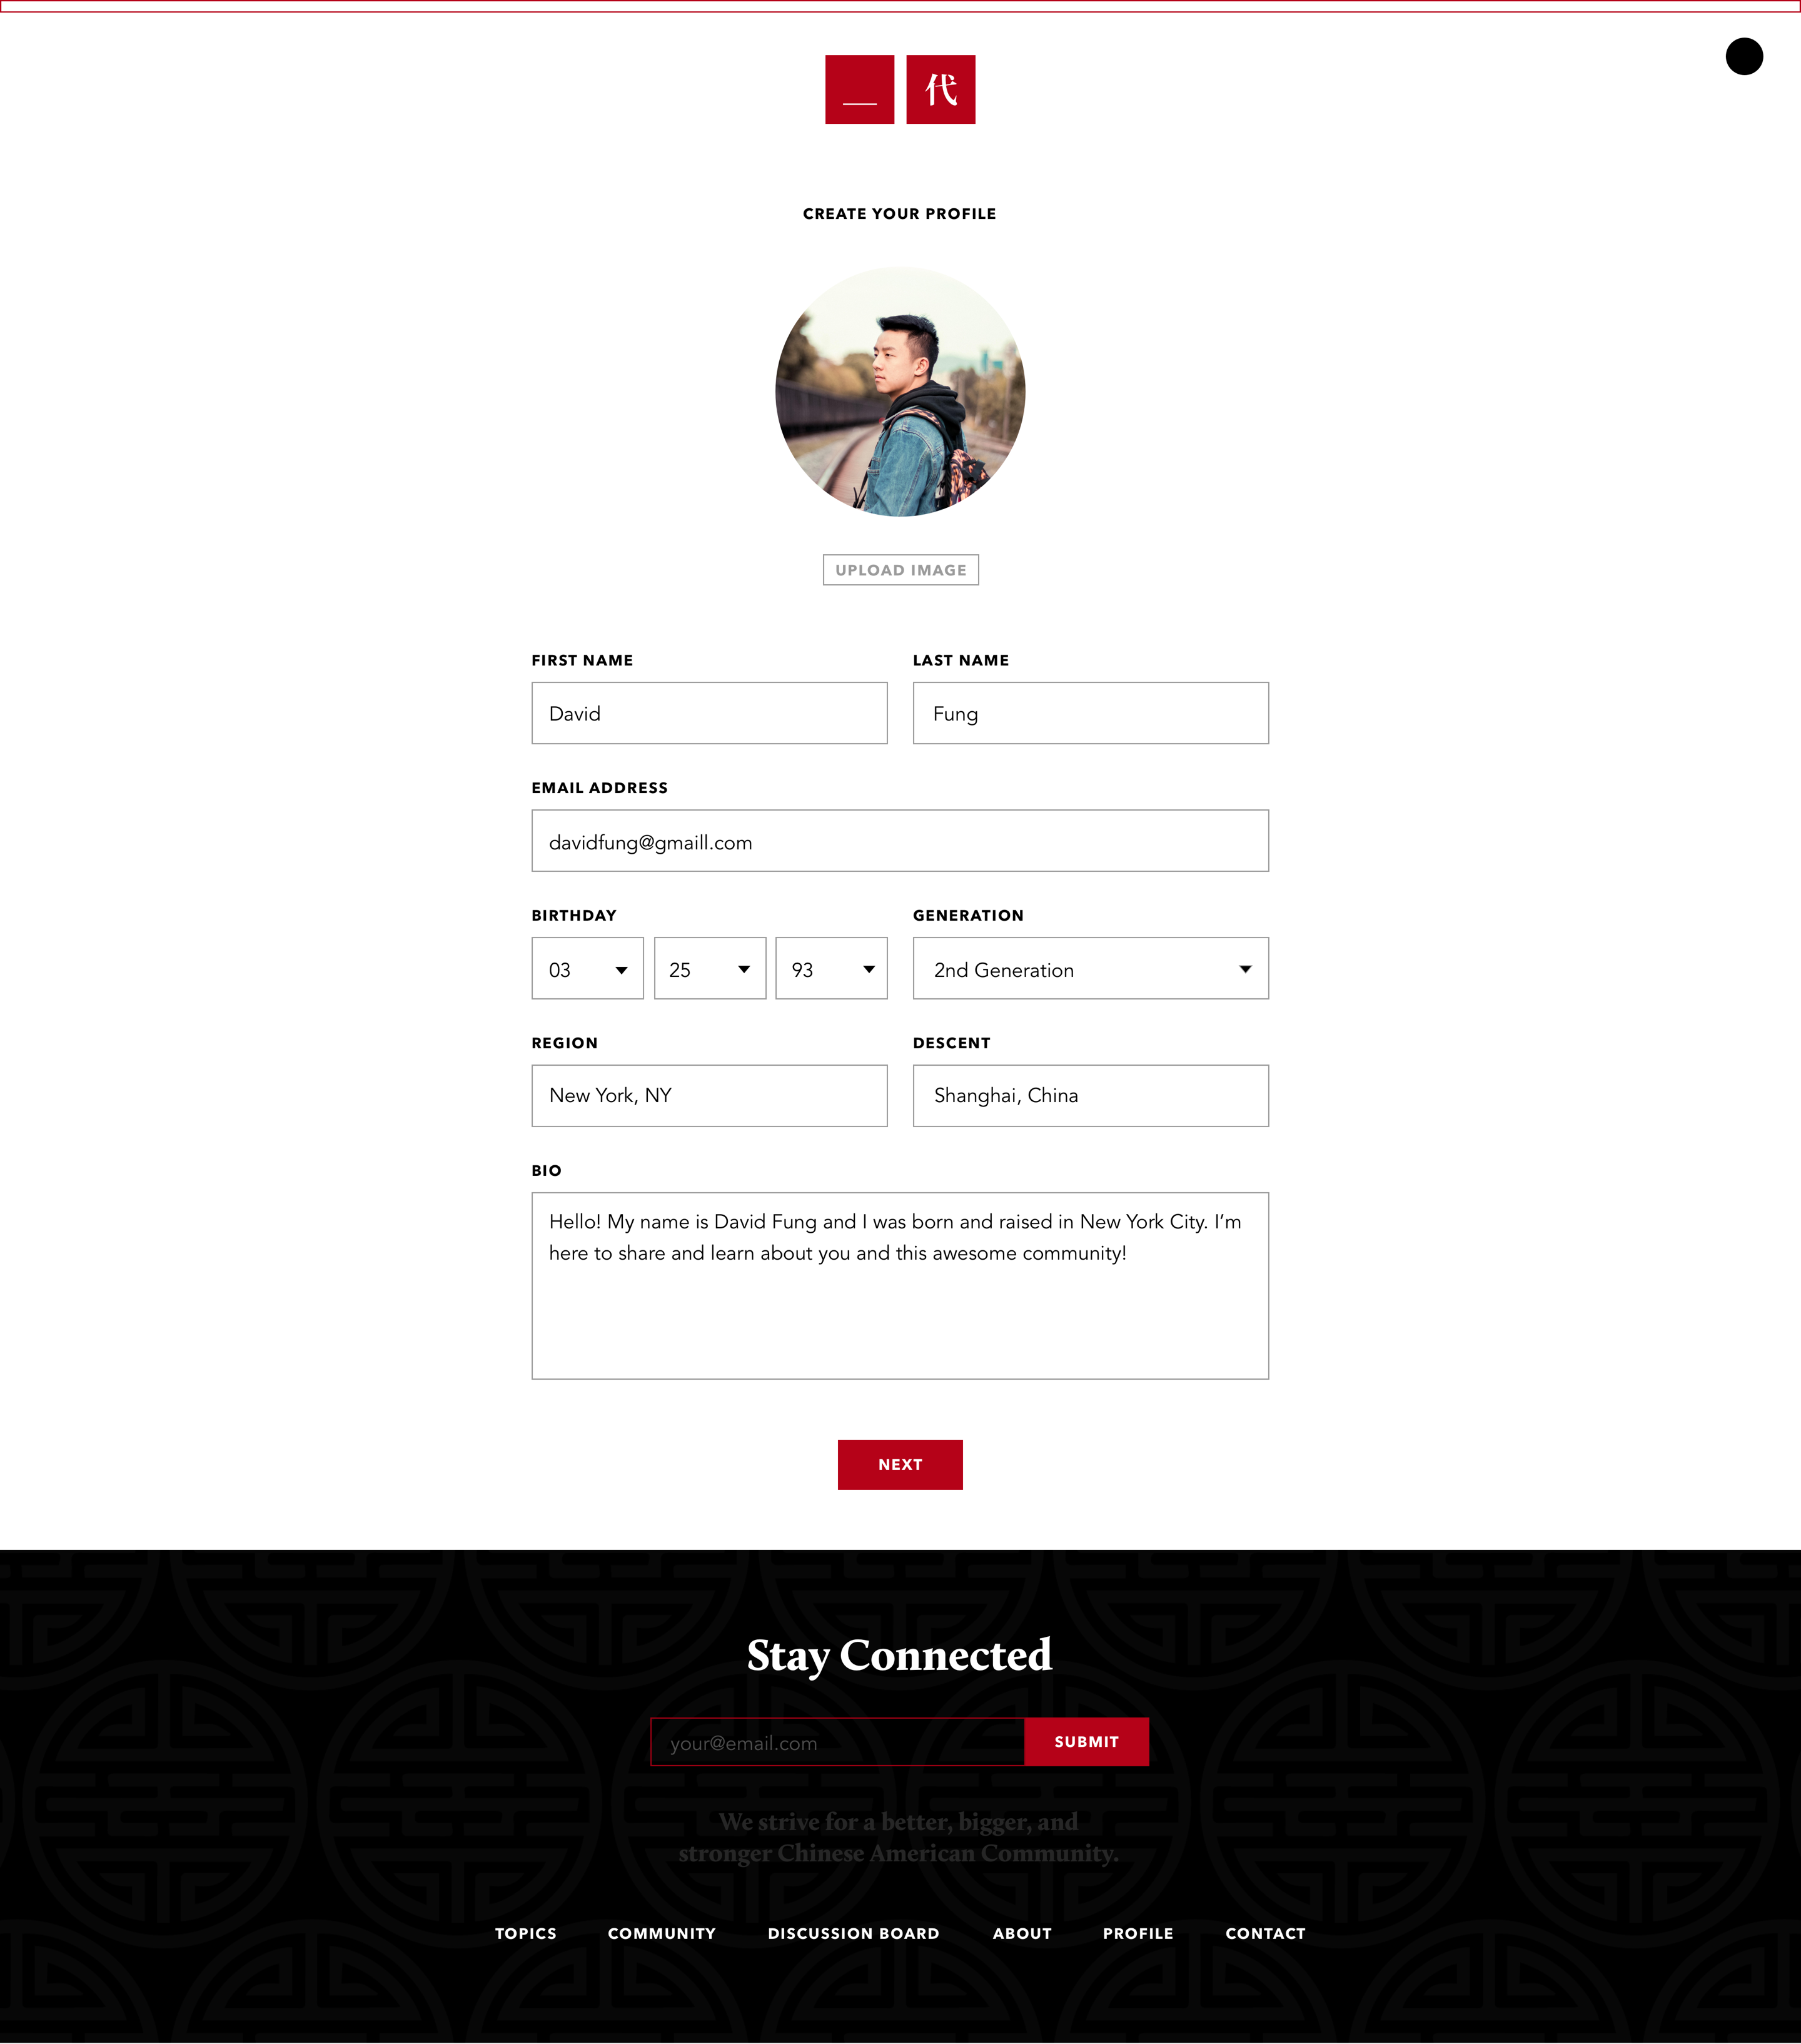 一 代
CREATE YOUR PROFILE
UPLOAD IMAGE
FIRST NAME LAST NAME
David Fung
EMAIL ADDRESS
davidfung@gmaill.com
BIRTHDAY GENERATION
03 25 93 2nd Generation
REGION DESCENT
New York, NY Shanghai, China
BIO
Hello! My name is David Fung and I was born and raised in New York City. I’m
here to share and learn about you and this awesome community!
NEXT
Stay Connected
your@email.com SUBMIT
We strive for a better, bigger, and
stronger Chinese American Community.
TOPICS COMMUNITY DISCUSSION BOARD ABOUT PROFILE CONTACT